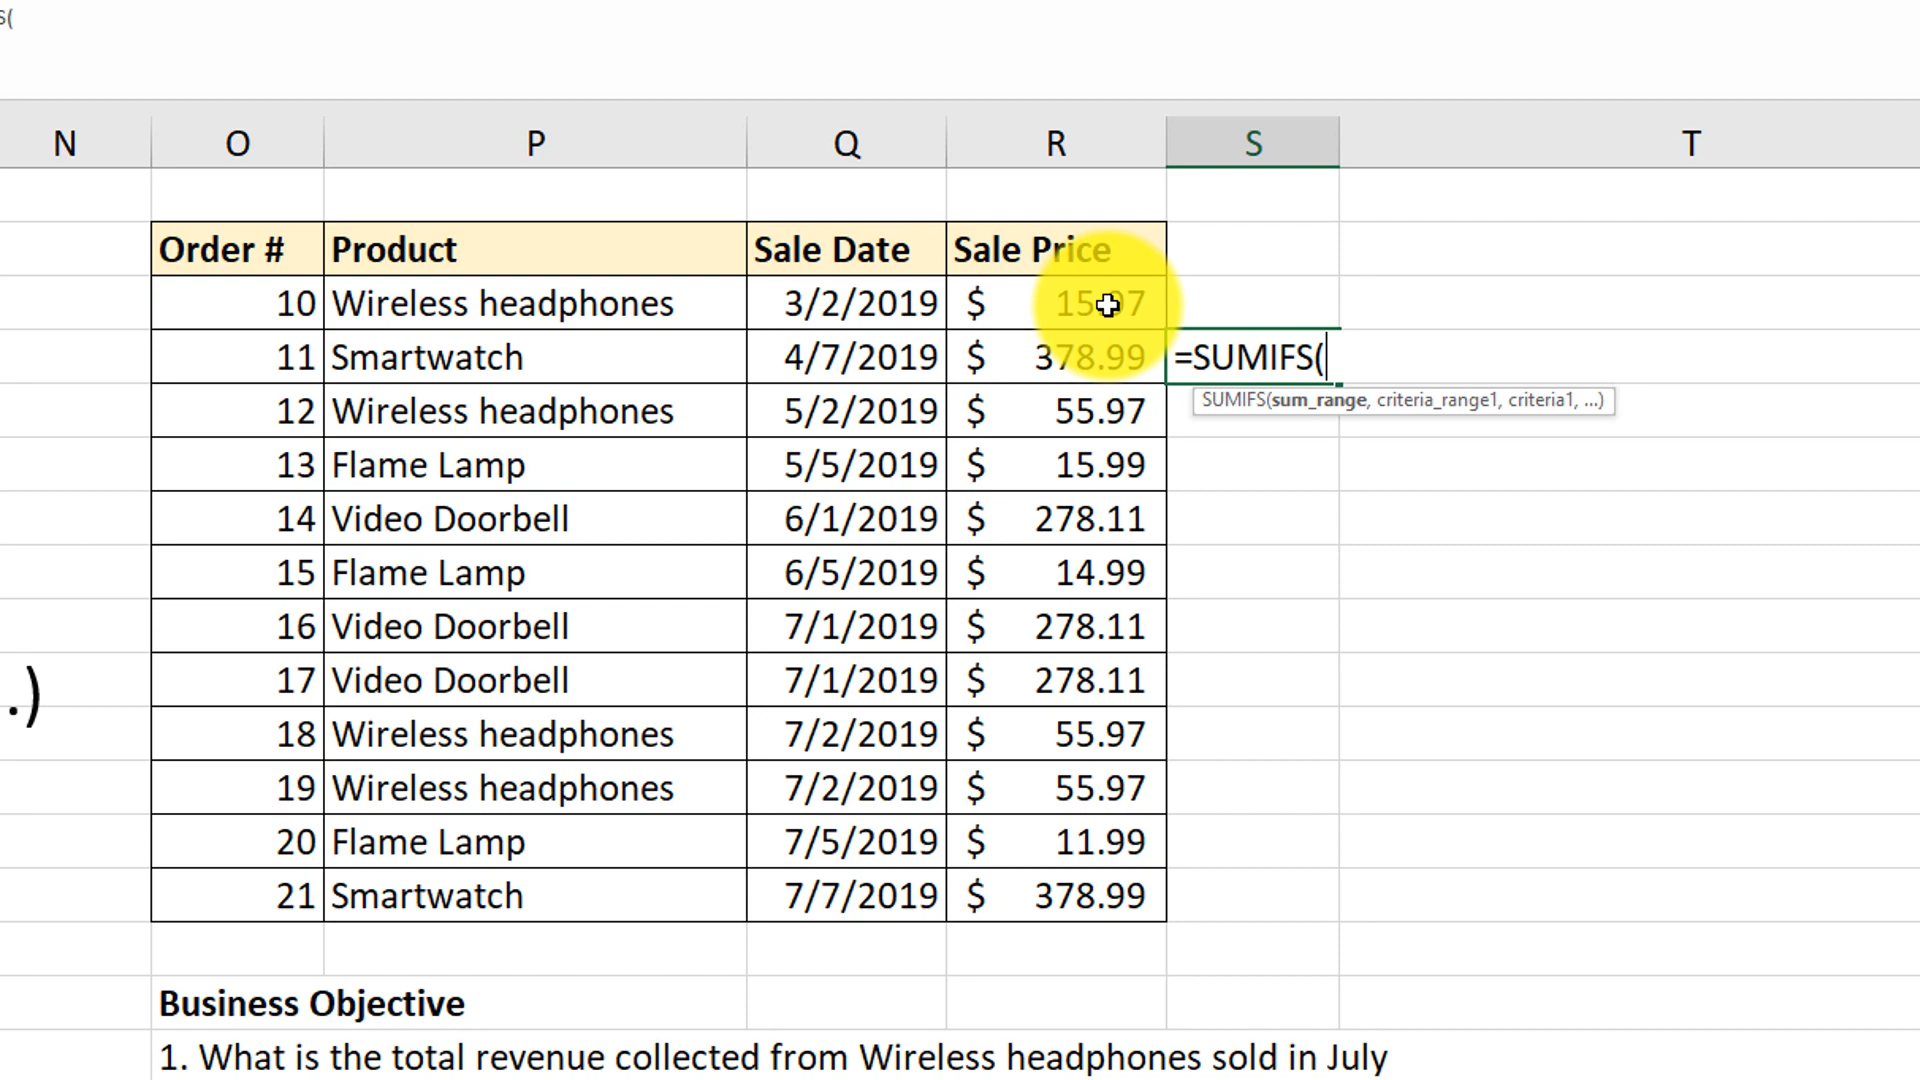 S(
N O P Q R S T
Order # Product Sale Date Sale Price
10 Wireless headphones 3/2/2019 $ 15.97
11 Smartwatch 4/7/2019 $ 378.99 =SUMIFS(
SUMIFS(sum_range, criteria_range1, criteria1, ...)
12 Wireless headphones 5/2/2019 $ 55.97
13 Flame Lamp 5/5/2019 $ 15.99
14 Video Doorbell 6/1/2019 $ 278.11
15 Flame Lamp 6/5/2019 $ 14.99
16 Video Doorbell 7/1/2019 $ 278.11
17 Video Doorbell 7/1/2019 $ 278.11
.)
18 Wireless headphones 7/2/2019 $ 55.97
19 Wireless headphones 7/2/2019 $ 55.97
20 Flame Lamp 7/5/2019 $ 11.99
21 Smartwatch 7/7/2019 $ 378.99
Business Objective
1. What is the total revenue collected from Wireless headphones sold in July